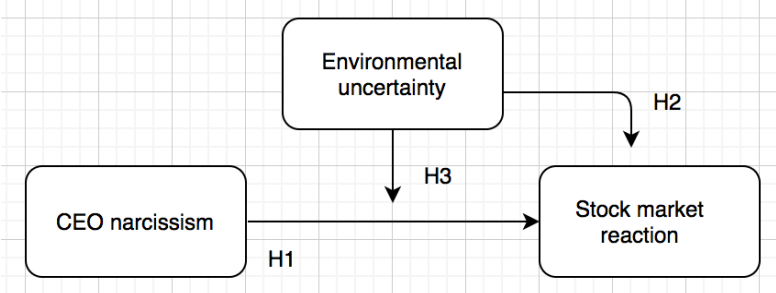 Environmental
uncertainty
H2
H3
CEO narcissism
Stock market
reaction
H1